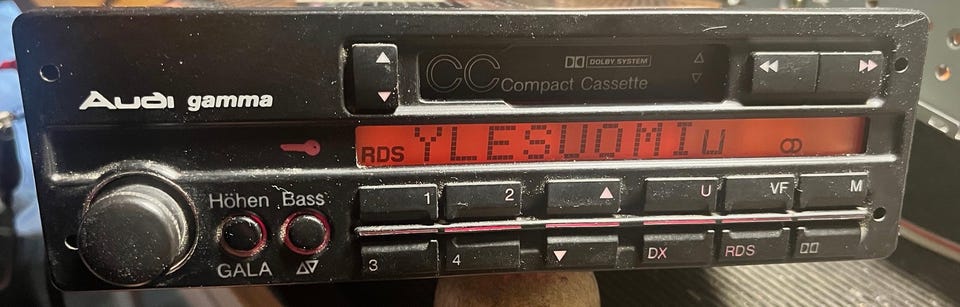 DOLBY SYSTEM
CC Compact Cassette
Audi gamma
RDS YLESUOMI U
Höhen Bass
1 2 U VF M
GALA
3 4 DX RDS